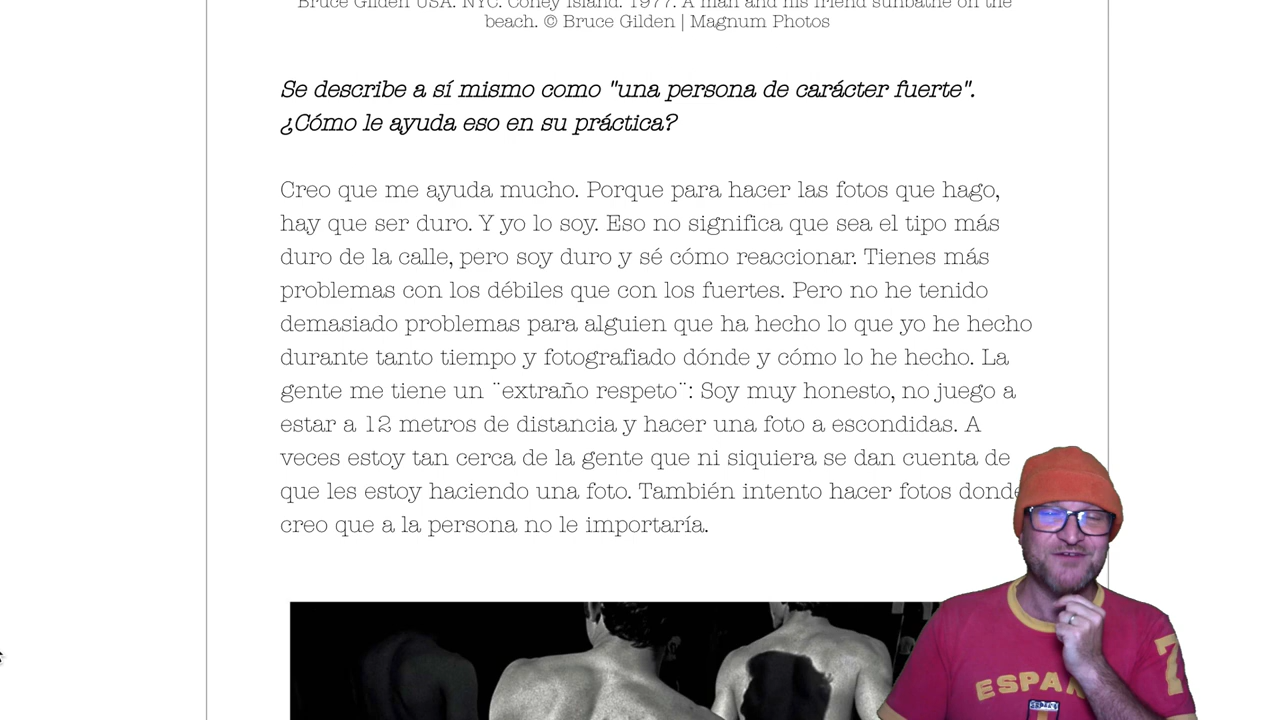 Bruce Gilden USA. NYC. Coney Island. 1977. A man and his friend sunbathe on the
beach. © Bruce Gilden | Magnum Photos
Se describe a sí mismo como "una persona de carácter fuerte".
¿Cómo le ayuda eso en su práctica?
Creo que me ayuda mucho. Porque para hacer las fotos que hago,
hay que ser duro. Y yo lo soy. Eso no significa que sea el tipo más
duro de la calle, pero soy duro y sé cómo reaccionar. Tienes más
problemas con los débiles que con los fuertes. Pero no he tenido
demasiado problemas para alguien que ha hecho lo que yo he hecho
durante tanto tiempo y fotografiado dónde y cómo lo he hecho. La
gente me tiene un ¨extraño respeto¨: Soy muy honesto, no juego a
estar a 12 metros de distancia y hacer una foto a escondidas. A
veces estoy tan cerca de la gente que ni siquiera se dan cuenta de
que les estoy haciendo una foto. También intento hacer fotos donde
creo que a la persona no le importaría.
ESPAÑ
7